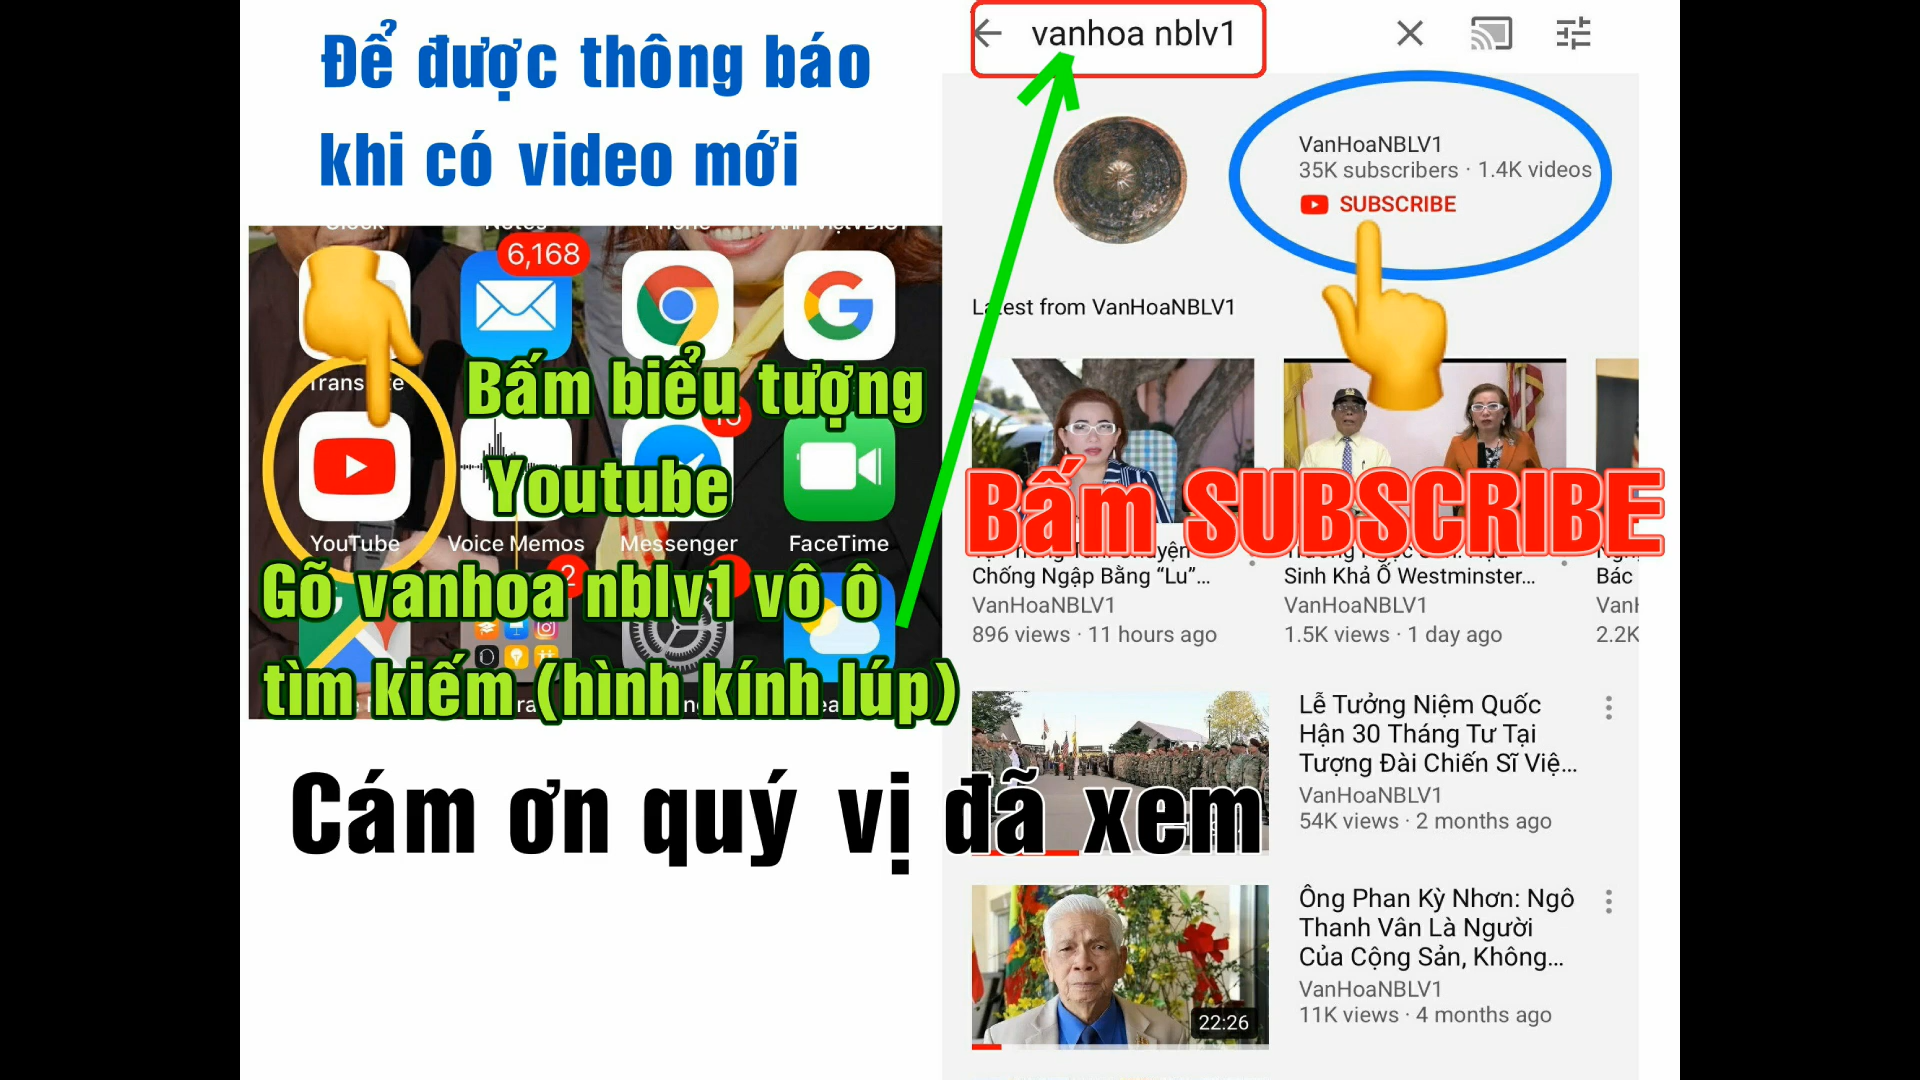 Để được thông báo
khi có video mới
6,168
Bấm biểu tượng
Youtube
YouTube
Voice Memos
Messenger
FaceTime
2
Gõ vanhoa nblv1 vô ô
tìm kiếm (hình kính lúp)
Cám ơn quý vị đã xem
vanhoa nblv1
VanHoaNBLV1
35K subscribers · 1.4K videos
SUBSCRIBE
Latest from VanHoaNBLV1
Bấm SUBSCRIBE
Chống Ngập Bằng “Lu”...
VanHoaNBLV1
896 views · 11 hours ago
Sinh Khả Ố Westminster...
VanHoaNBLV1
1.5K views · 1 day ago
Bác
2.2K
Lễ Tưởng Niệm Quốc
Hận 30 Tháng Tư Tại
Tượng Đài Chiến Sĩ Việ...
VanHoaNBLV1
54K views · 2 months ago
Ông Phan Kỳ Nhơn: Ngô
Thanh Vân Là Người
Của Cộng Sản, Không...
VanHoaNBLV1
11K views · 4 months ago
22:26